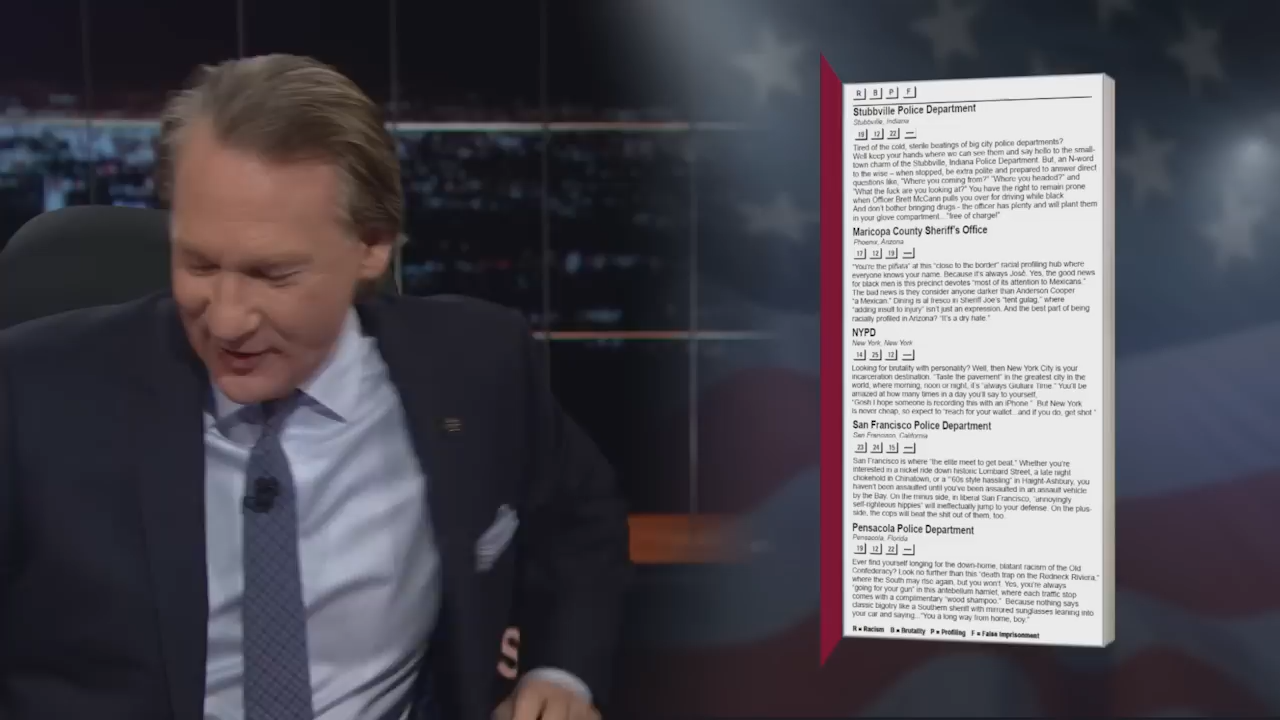 R B P F
Stubbville Police Department
Stubbville, Indiana
19 12 22 —
Tired of the cold, sterile beatings of big city police departments?
Well keep your hands where we can see them and say hello to the small-
town charm of the Stubbville, Indiana Police Department. But, an N-word
to the wise – when stopped, be extra polite and prepared to answer direct
questions like, "Where you coming from?" "Where you headed?" and
"What the fuck are you looking at?" You have the right to remain prone
when Officer Brett McCann pulls you over for driving while black
And don't bother bringing drugs - the officer has plenty and will plant them
in your glove compartment..."free of charge!"
Maricopa County Sheriff's Office
Phoenix, Arizona
17 12 19 —
"You're the piñata" at this "close to the border" racial profiling hub where
everyone knows your name. Because it's always José. Yes, the good news
for black men is this precinct devotes "most of its attention to Mexicans."
The bad news is they consider anyone darker than Anderson Cooper
"a Mexican." Dining is al fresco in Sheriff Joe's "tent gulag," where
"adding insult to injury" isn't just an expression. And the best part of being
racially profiled in Arizona? "It's a dry hate."
NYPD
New York, New York
14 25 12 —
Looking for brutality with personality? Well, then New York City is your
incarceration destination. "Taste the pavement" in the greatest city in the
world, where morning, noon or night, it's "always Giuliani Time." You'll be
amazed at how many times in a day you'll say to yourself,
"Gosh I hope someone is recording this with an iPhone." But New York
is never cheap, so expect to "reach for your wallet...and if you do, get shot."
San Francisco Police Department
San Francisco, California
23 24 15 —
San Francisco is where "the elite meet to get beat." Whether you're
interested in a nickel ride down historic Lombard Street, a late night
chokehold in Chinatown, or a "'60s style hassling" in Haight-Ashbury, you
haven't been assaulted until you've been assaulted in an assault vehicle
by the Bay. On the minus side, in liberal San Francisco, "annoyingly
self-righteous hippies" will ineffectually jump to your defense. On the plus-
side, the cops will beat the shit out of them, too.
Pensacola Police Department
Pensacola, Florida
19 12 22 —
Ever find yourself longing for the down-home, blatant racism of the Old
Confederacy? Look no further than this "death trap on the Redneck Riviera,"
where the South may rise again, but you won't. Yes, you're always
"going for your gun" in this antebellum hamlet, where each traffic stop
comes with a complimentary "wood shampoo." Because nothing says
classic bigotry like a Southern sheriff with mirrored sunglasses leaning into
your car and saying..."You a long way from home, boy."
R = Racism B = Brutality P = Profiling F = False Imprisonment
S